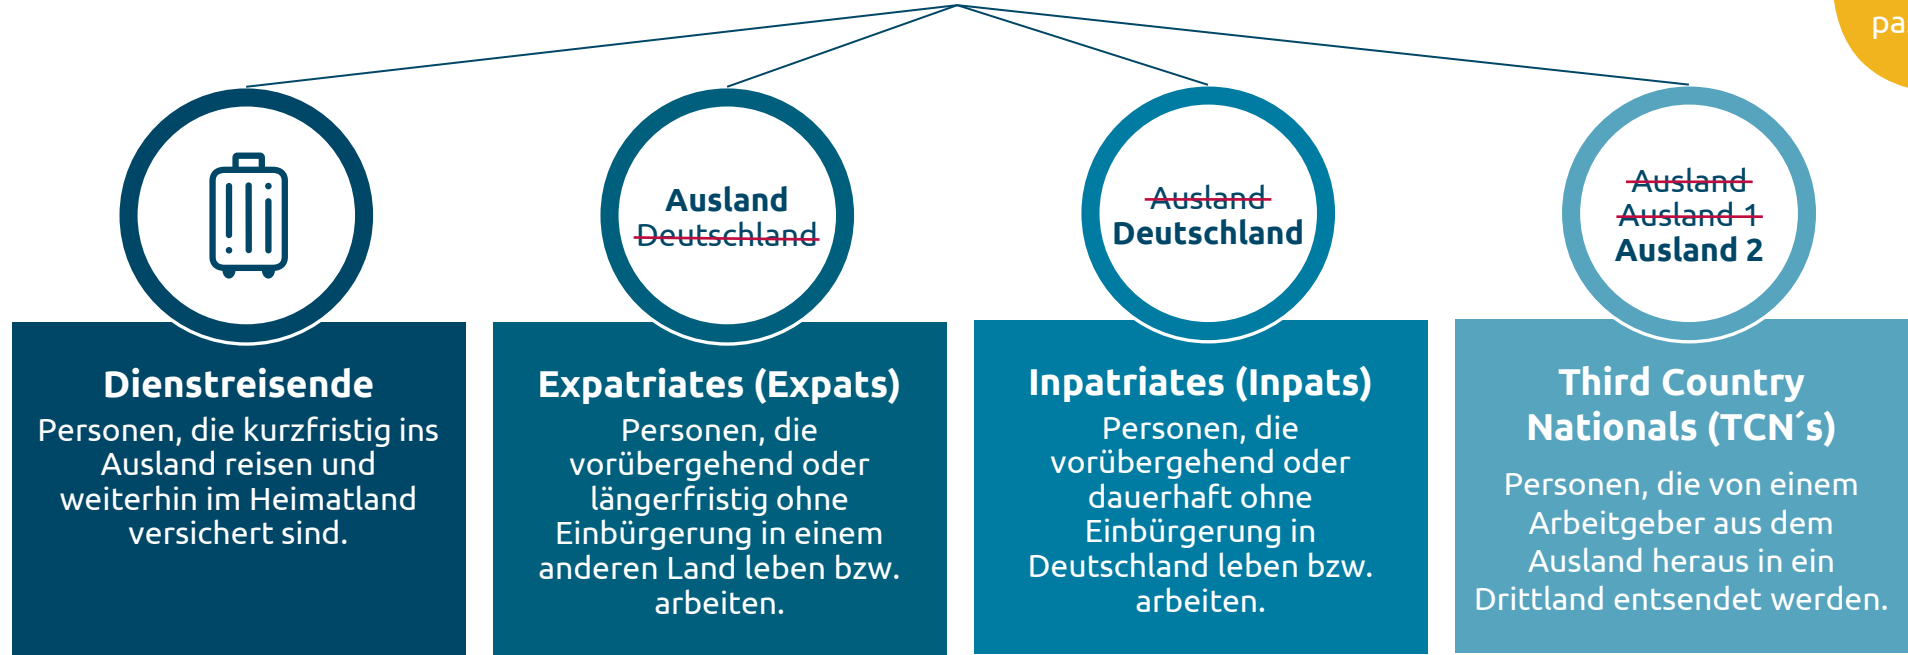 Ausland
Deutschland
Ausland
Deutschland
Ausland
Ausland 1
Ausland 2
Dienstreisende
Personen, die kurzfristig ins
Ausland reisen und
weiterhin im Heimatland
versichert sind.
Expatriates (Expats)
Personen, die
vorübergehend oder
längerfristig ohne
Einbürgerung in einem
anderen Land leben bzw.
arbeiten.
Inpatriates (Inpats)
Personen, die
vorübergehend oder
dauerhaft ohne
Einbürgerung in
Deutschland leben bzw.
arbeiten.
Third Country
Nationals (TCN´s)
Personen, die von einem
Arbeitgeber aus dem
Ausland heraus in ein
Drittland entsendet werden.